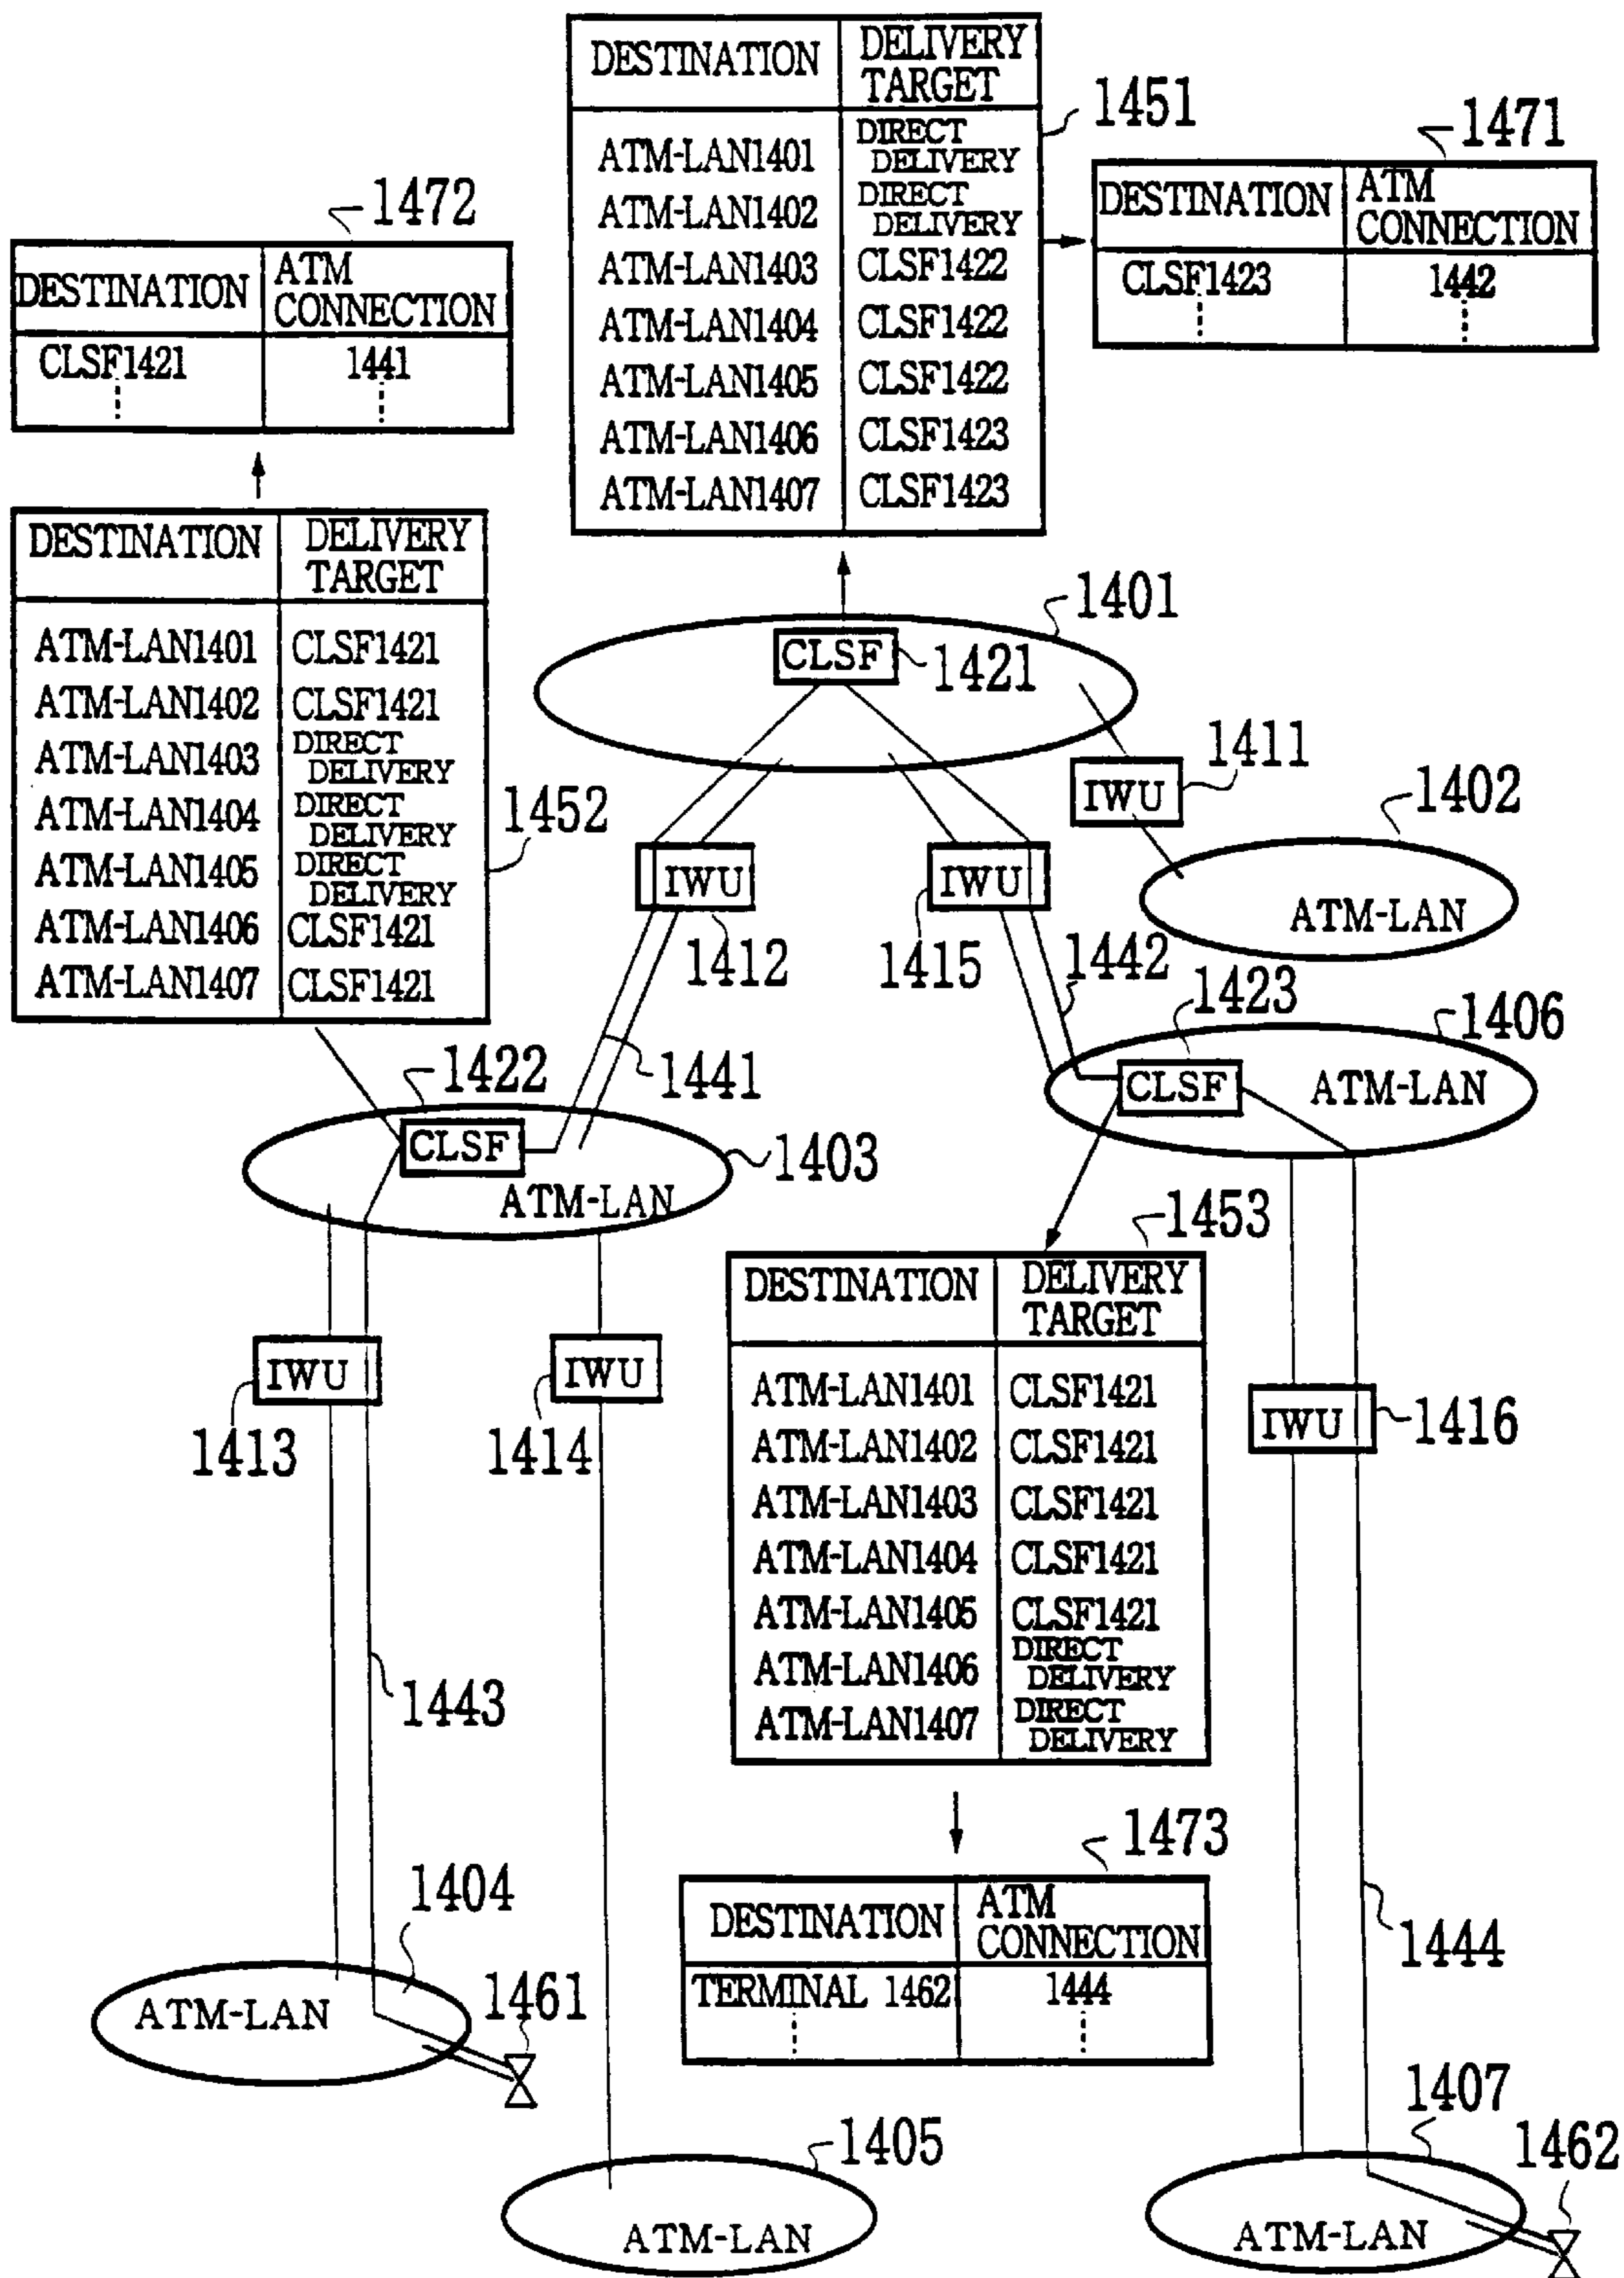 DESTINATION DELIVERY TARGET
ATM-LAN1401 DIRECT DELIVERY
ATM-LAN1402 DIRECT DELIVERY
ATM-LAN1403 CLSF1422
ATM-LAN1404 CLSF1422
ATM-LAN1405 CLSF1422
ATM-LAN1406 CLSF1423
ATM-LAN1407 CLSF1423
1451
1471
DESTINATION ATM CONNECTION
CLSF1423 1442
1472
DESTINATION ATM CONNECTION
CLSF1421 1441
DESTINATION DELIVERY TARGET
ATM-LAN1401 CLSF1421
ATM-LAN1402 CLSF1421
ATM-LAN1403 DIRECT DELIVERY
ATM-LAN1404 DIRECT DELIVERY
ATM-LAN1405 DIRECT DELIVERY
ATM-LAN1406 CLSF1421
ATM-LAN1407 CLSF1421
1452
1401
CLSF 1421
1411
IWU
1402
ATM-LAN
IWU
1412
IWU
1415
1442
1423
1406
CLSF
ATM-LAN
1422
1441
CLSF
1403
ATM-LAN
1453
DESTINATION DELIVERY TARGET
ATM-LAN1401 CLSF1421
ATM-LAN1402 CLSF1421
ATM-LAN1403 CLSF1421
ATM-LAN1404 CLSF1421
ATM-LAN1405 CLSF1421
ATM-LAN1406 DIRECT DELIVERY
ATM-LAN1407 DIRECT DELIVERY
IWU
1413
IWU
1414
IWU
1416
1443
1473
DESTINATION ATM CONNECTION
TERMINAL 1462 1444
1444
1404
ATM-LAN
1461
1405
ATM-LAN
1407
ATM-LAN
1462